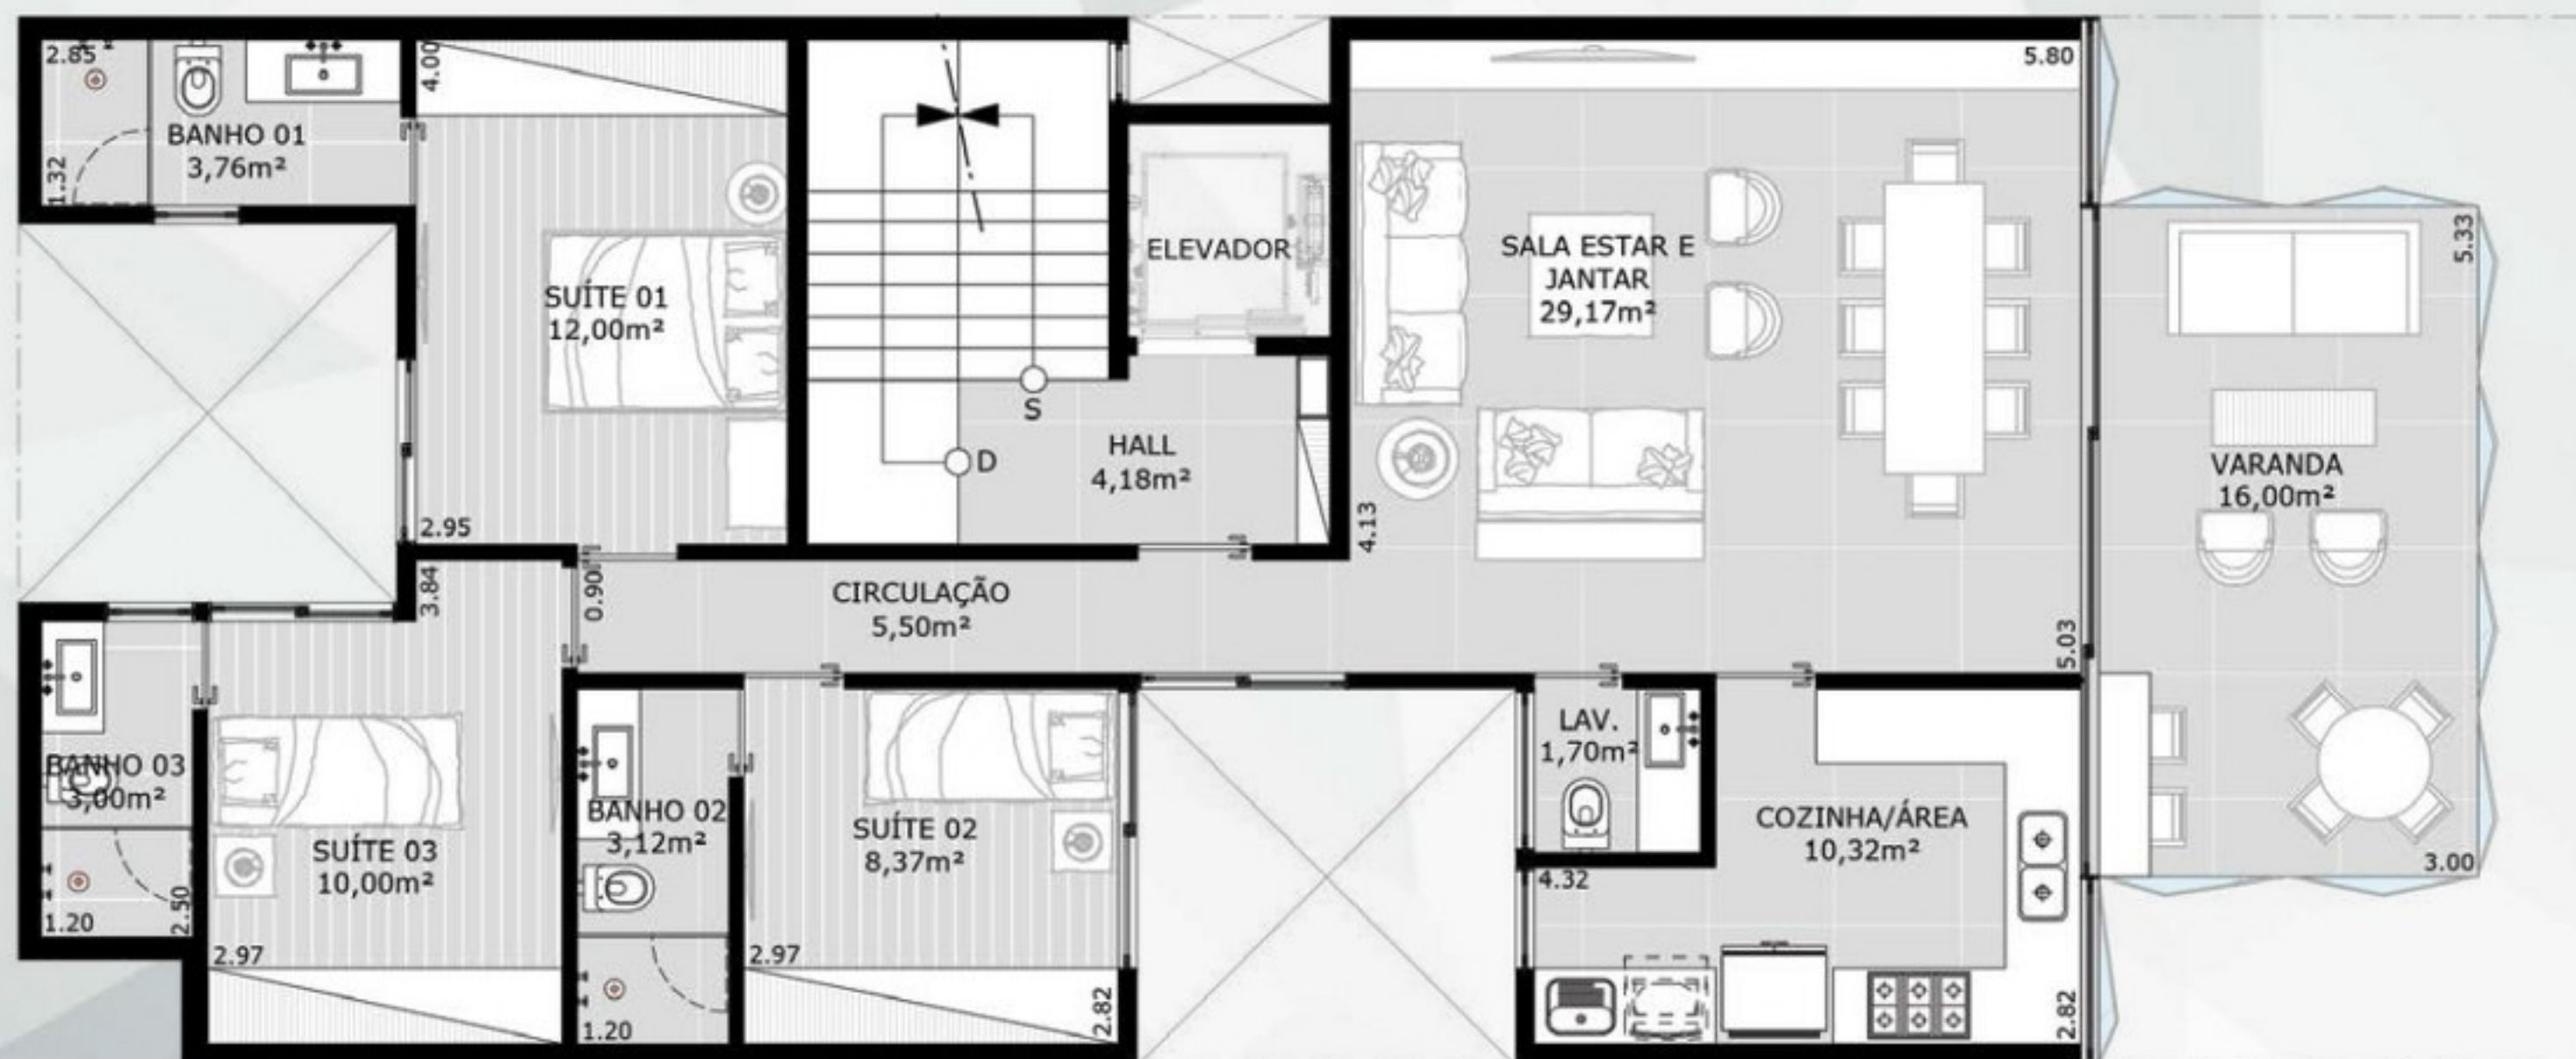 2.85
BANHO 01
3,76m²
1.32
4.00
SUÍTE 01
12,00m²
2.95
ELEVADOR
S
D
HALL
4,18m²
5.80
SALA ESTAR E
JANTAR
29,17m²
4.13
5.03
5.33
VARANDA
16,00m²
3.00
3.84
0.90
CIRCULAÇÃO
5,50m²
BANHO 03
3,00m²
1.20
2.50
SUÍTE 03
10,00m²
2.97
BANHO 02
3,12m²
1.20
SUÍTE 02
8,37m²
2.97
2.82
LAV.
1,70m²
COZINHA/ÁREA
10,32m²
4.32
2.82